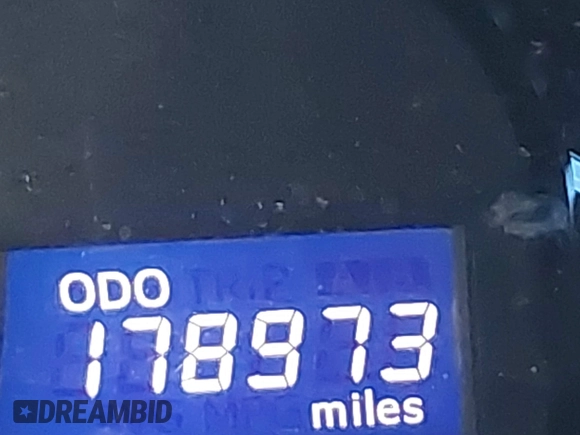 ODO
178973
miles
DREAMBID